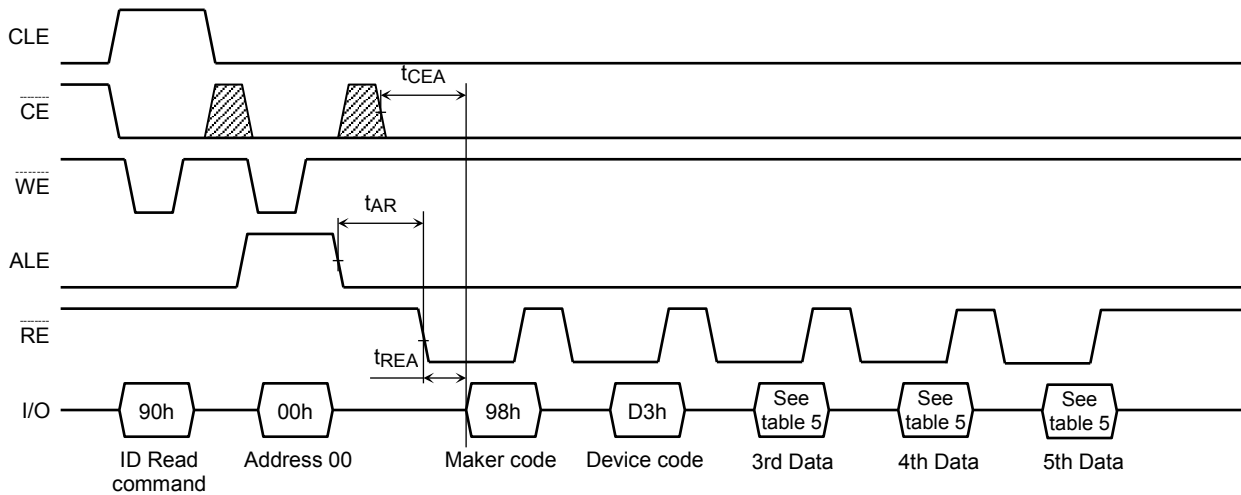 CLE
tCEA
CE
WE
tAR
ALE
RE
tREA
I/O
90h
00h
98h
D3h
See
table 5
See
table 5
See
table 5
ID Read
command
Address 00
Maker code
Device code
3rd Data
4th Data
5th Data